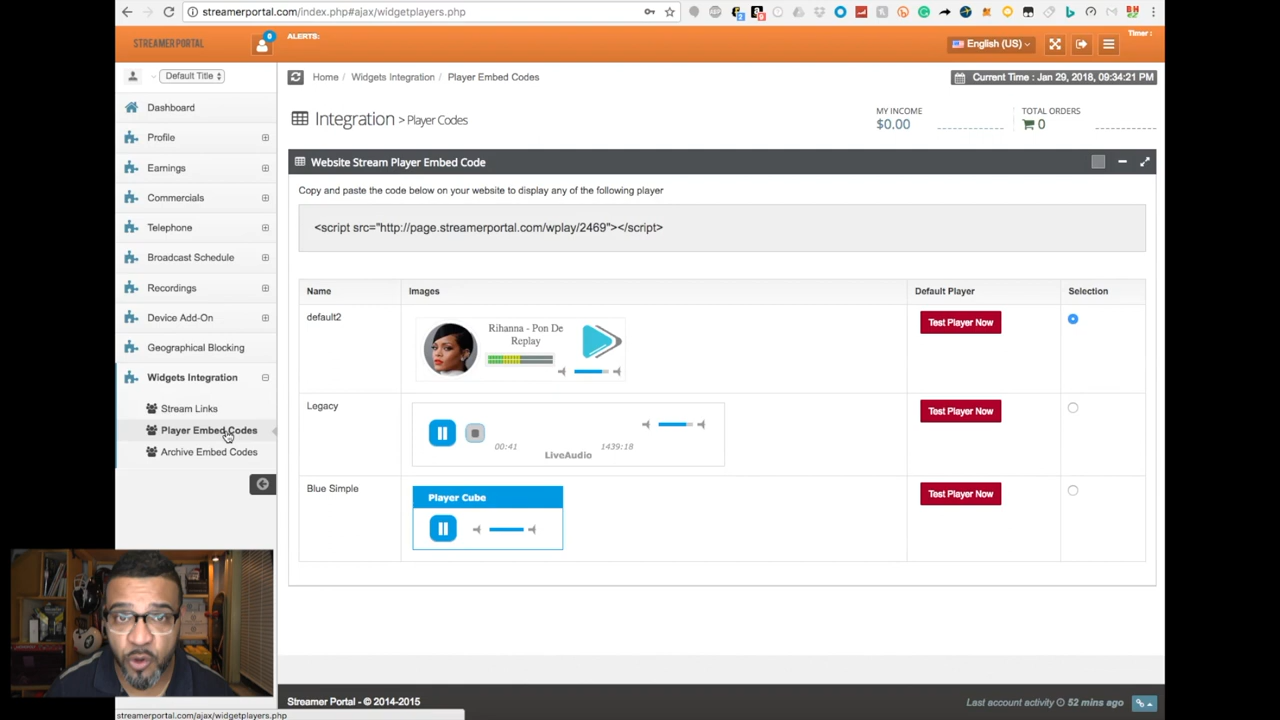 streamerportal.com/index.php#ajax/widgetplayers.php
STREAMER PORTAL
0
ALERTS:
English (US)
Timer :
Default Title
Home / Widgets Integration / Player Embed Codes
Current Time : Jan 29, 2018, 09:34:21 PM
Dashboard
Profile
Earnings
Commercials
Telephone
Broadcast Schedule
Recordings
Device Add-On
Geographical Blocking
Widgets Integration
Stream Links
Player Embed Codes
Archive Embed Codes
Integration > Player Codes
MY INCOME
$0.00
TOTAL ORDERS
0
Website Stream Player Embed Code
Copy and paste the code below on your website to display any of the following player
<script src="http://page.streamerportal.com/wplay/2469"></script>
Name Images Default Player Selection
default2
Rihanna - Pon De
Replay
Test Player Now
Legacy
00:41 1439:18
LiveAudio
Test Player Now
Blue Simple
Player Cube
Test Player Now
Streamer Portal - © 2014-2015
Last account activity 52 mins ago
streamerportal.com/ajax/widgetplayers.php